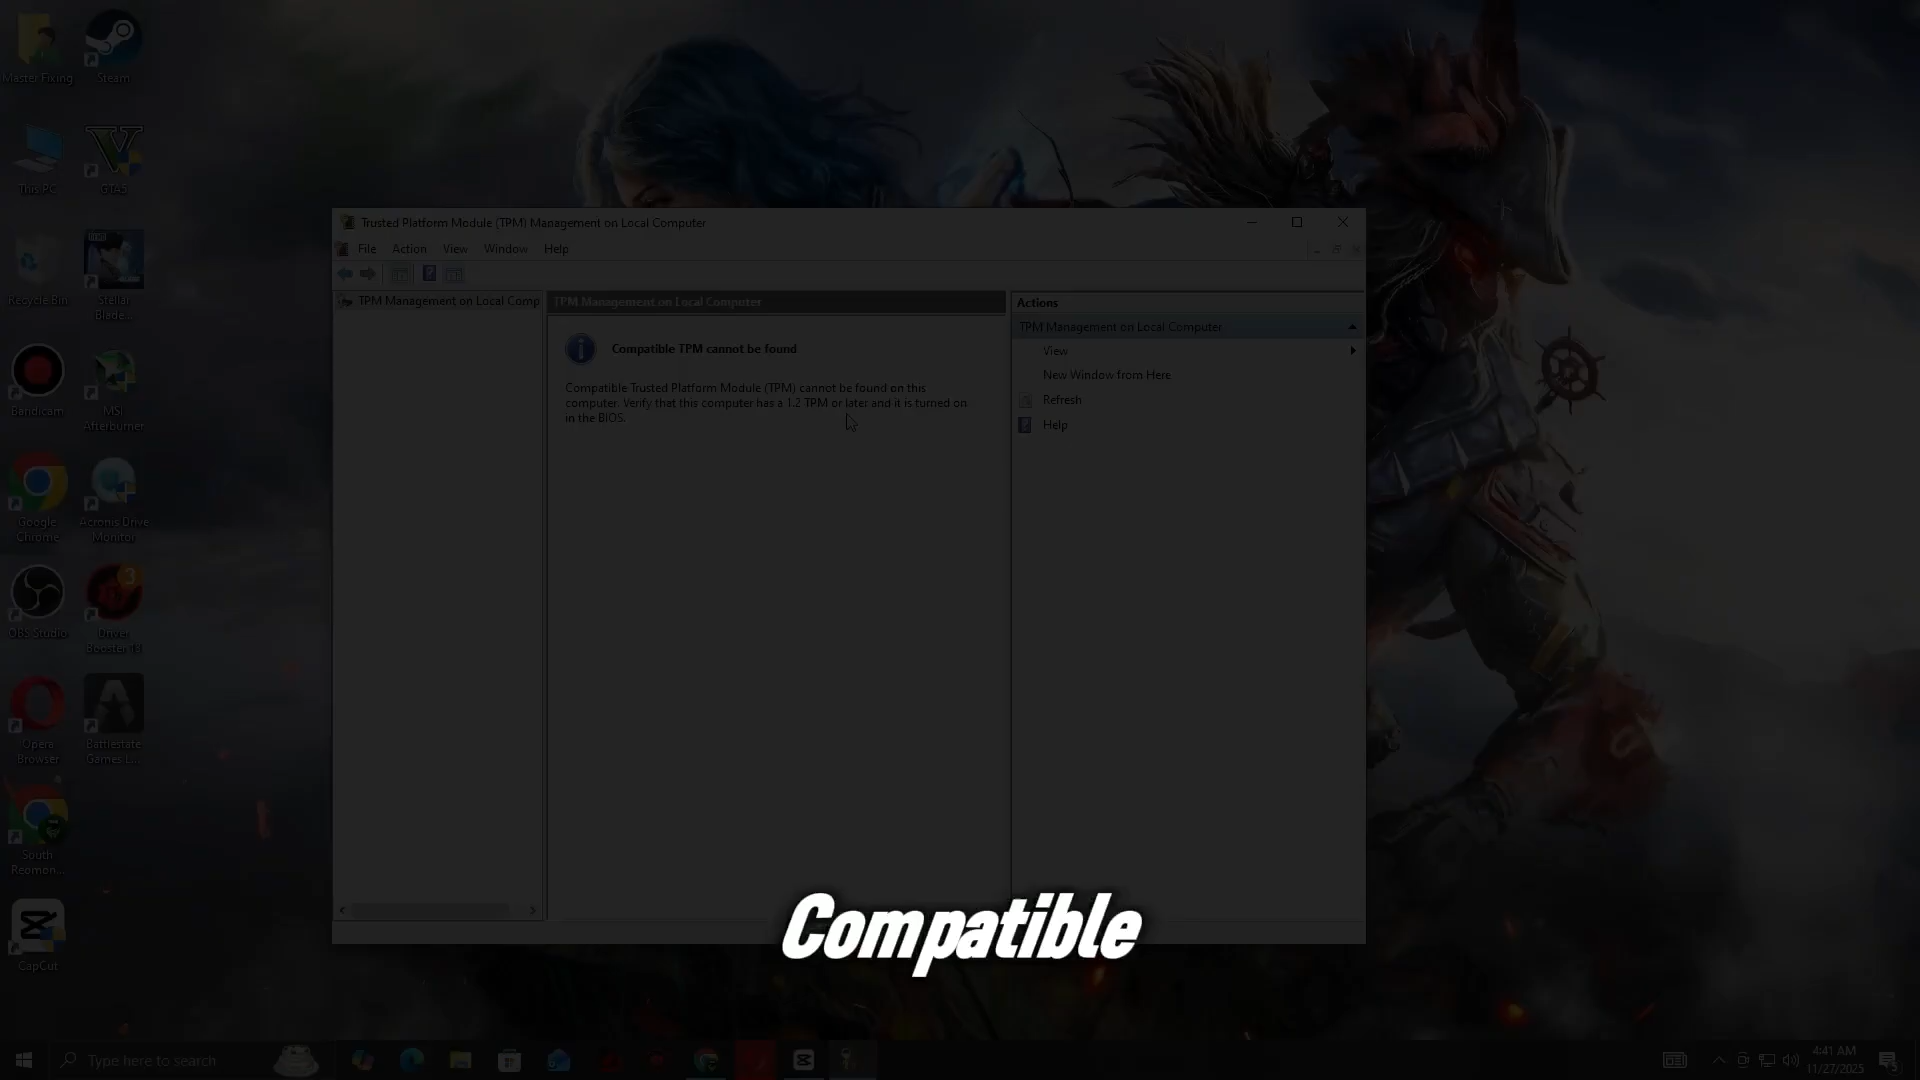 Master Fixing
Steam
This PC
GTA5
Recycle Bin
Stellar
Blade...
Bandicam
MSI
Afterburner
Google
Chrome
Acronis Drive
Monitor
OBS Studio
3
Driver
Booster 13
Opera
Browser
Battlestate
Games L...
South
Reomon...
CapCut
Trusted Platform Module (TPM) Management on Local Computer
File Action View Window Help
TPM Management on Local Comp
TPM Management on Local Computer
Compatible TPM cannot be found
Compatible Trusted Platform Module (TPM) cannot be found on this
computer. Verify that this computer has a 1.2 TPM or later and it is turned on
in the BIOS.
Actions
TPM Management on Local Computer
View
New Window from Here
Refresh
Help
Compatible
Type here to search
4:41 AM
11/27/2025